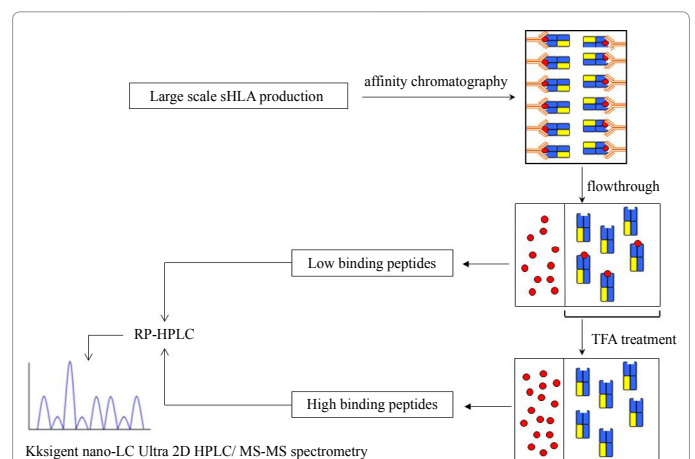 Large scale sHLA production
affinity chromatography
flowthrough
Low binding peptides
TFA treatment
RP-HPLC
High binding peptides
Kksigent nano-LC Ultra 2D HPLC/ MS-MS spectrometry